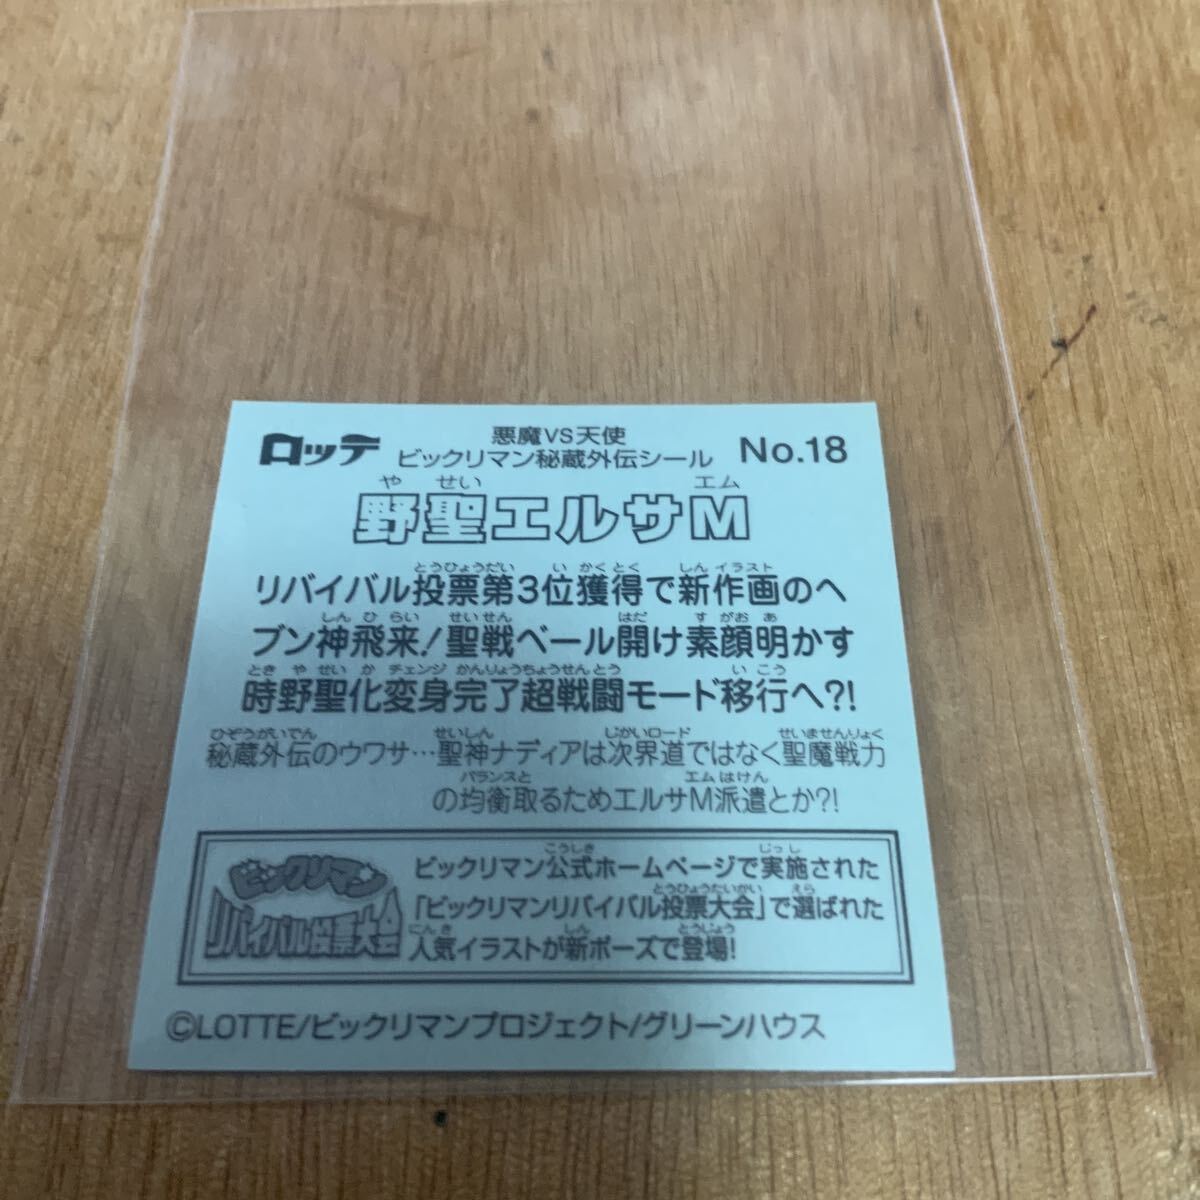 ロッテ 悪魔VS天使 No.18
ビックリマン秘蔵外伝シール
や せい エム
野聖エルサM
とうひょうだい い かくとく しん イラスト
リバイバル投票第3位獲得で新作画のヘ
しん ひ らい せいせん はだ す がお あ
ブン神飛来!聖戦ベール開け素顔明かす
とき や せい か チェンジ かんりょうちょうせんとう い こう
時野聖化変身完了超戦闘モード移行へ?!
ひぞうがいでん せいしん じかいロード せいませんりょく
秘蔵外伝のウワサ…聖神ナディアは次界道ではなく聖魔戦力
バランスと エムはけん
の均衡取るためエルサM派遣とか?!
ビックリマン
リバイバル投票大会
こうしき じっし
ビックリマン公式ホームページで実施された
とうひょうたいかい えら
「ビックリマンリバイバル投票大会」で選ばれた
にんき しん とうじょう
人気イラストが新ポーズで登場!
©LOTTE/ビックリマンプロジェクト/グリーンハウス